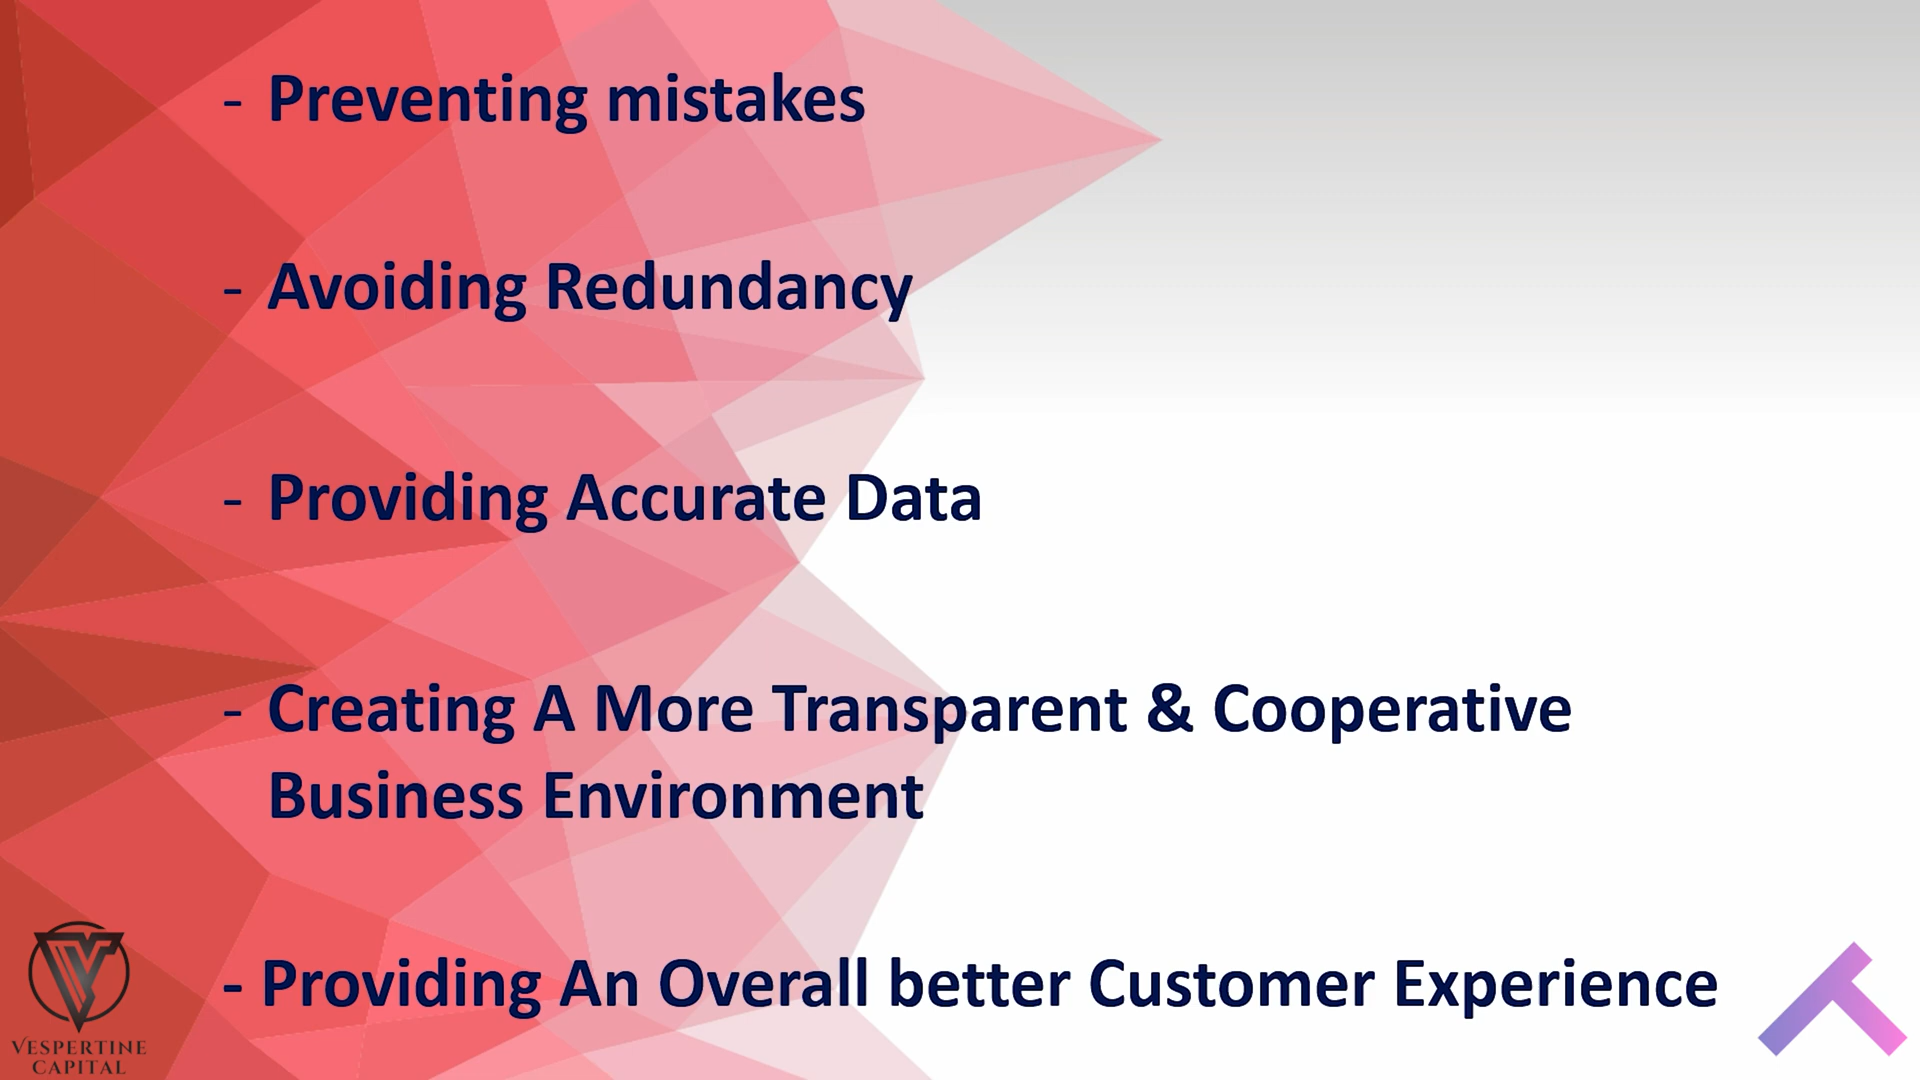 - Preventing mistakes
- Avoiding Redundancy
- Providing Accurate Data
- Creating A More Transparent & Cooperative
Business Environment
- Providing An Overall better Customer Experience
VESPERTINE
CAPITAL